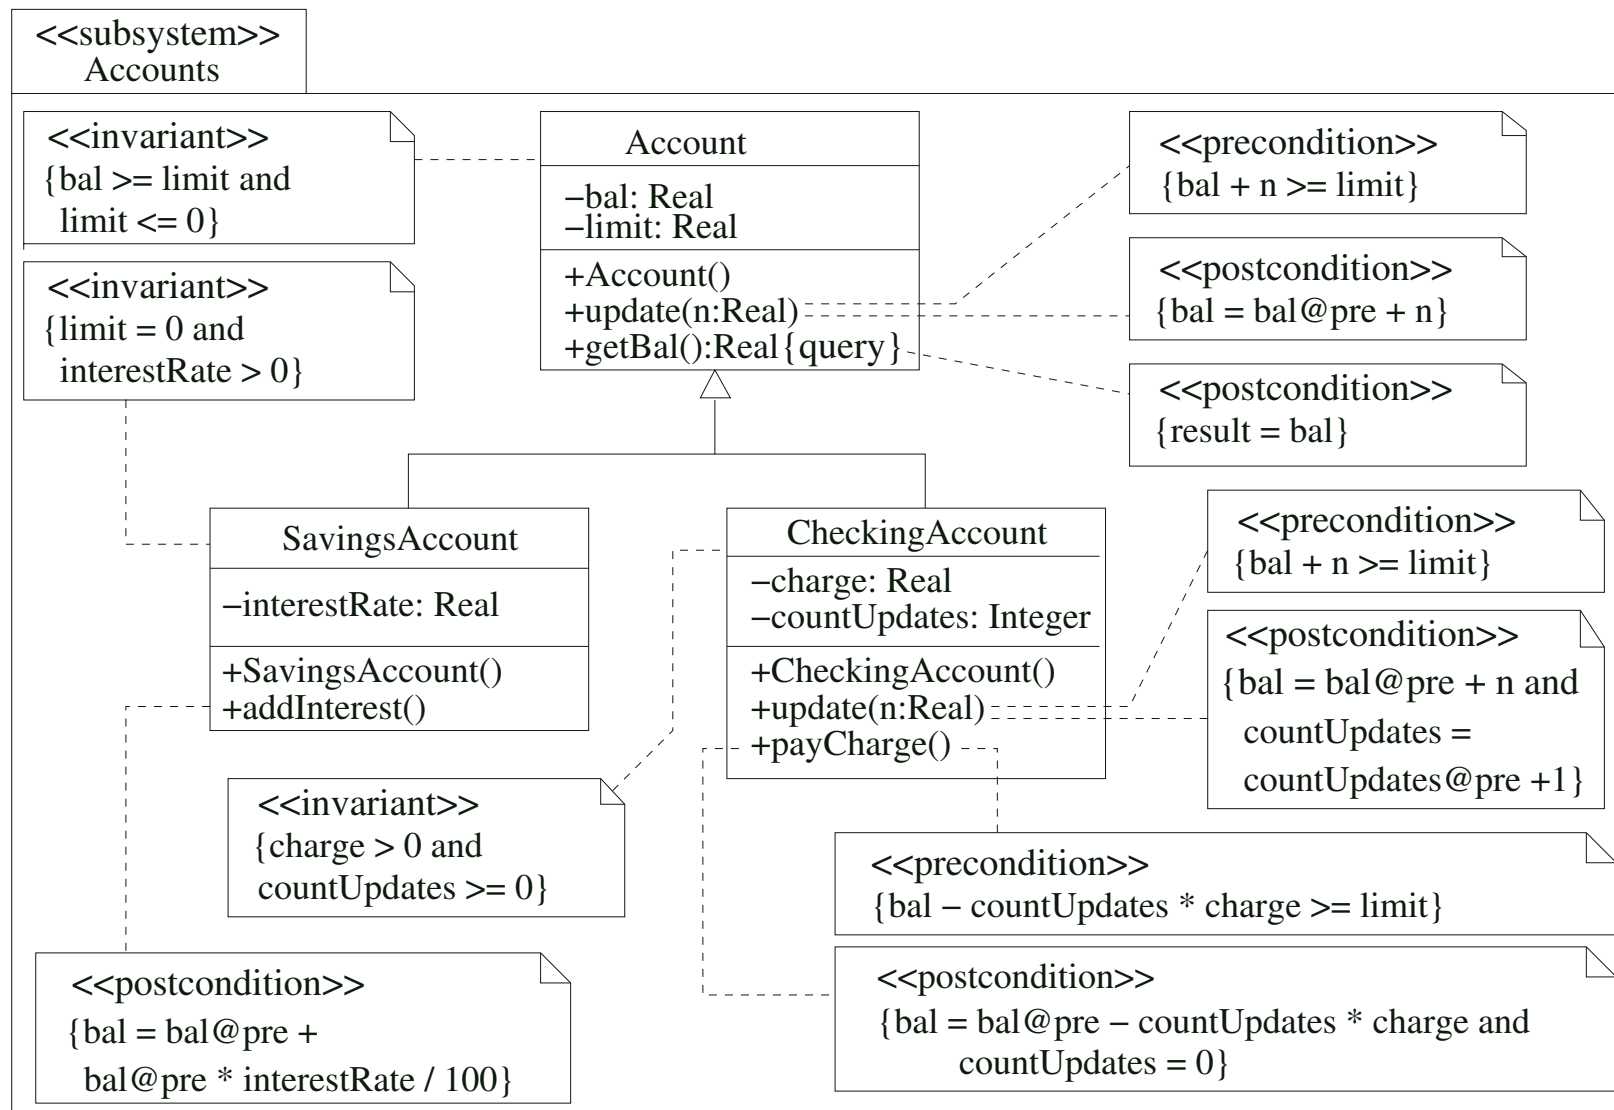 <<subsystem>>
Accounts
<<invariant>>
{bal >= limit and
limit <= 0}
<<invariant>>
{limit = 0 and
interestRate > 0}
Account
−bal: Real
−limit: Real
+Account()
+update(n:Real)
+getBal():Real{query}
<<precondition>>
{bal + n >= limit}
<<postcondition>>
{bal = bal@pre + n}
<<postcondition>>
{result = bal}
SavingsAccount
−interestRate: Real
+SavingsAccount()
+addInterest()
CheckingAccount
−charge: Real
−countUpdates: Integer
+CheckingAccount()
+update(n:Real)
+payCharge()
<<precondition>>
{bal + n >= limit}
<<postcondition>>
{bal = bal@pre + n and
countUpdates =
countUpdates@pre +1}
<<invariant>>
{charge > 0 and
countUpdates >= 0}
<<precondition>>
{bal − countUpdates * charge >= limit}
<<postcondition>>
{bal = bal@pre +
bal@pre * interestRate / 100}
<<postcondition>>
{bal = bal@pre − countUpdates * charge and
countUpdates = 0}